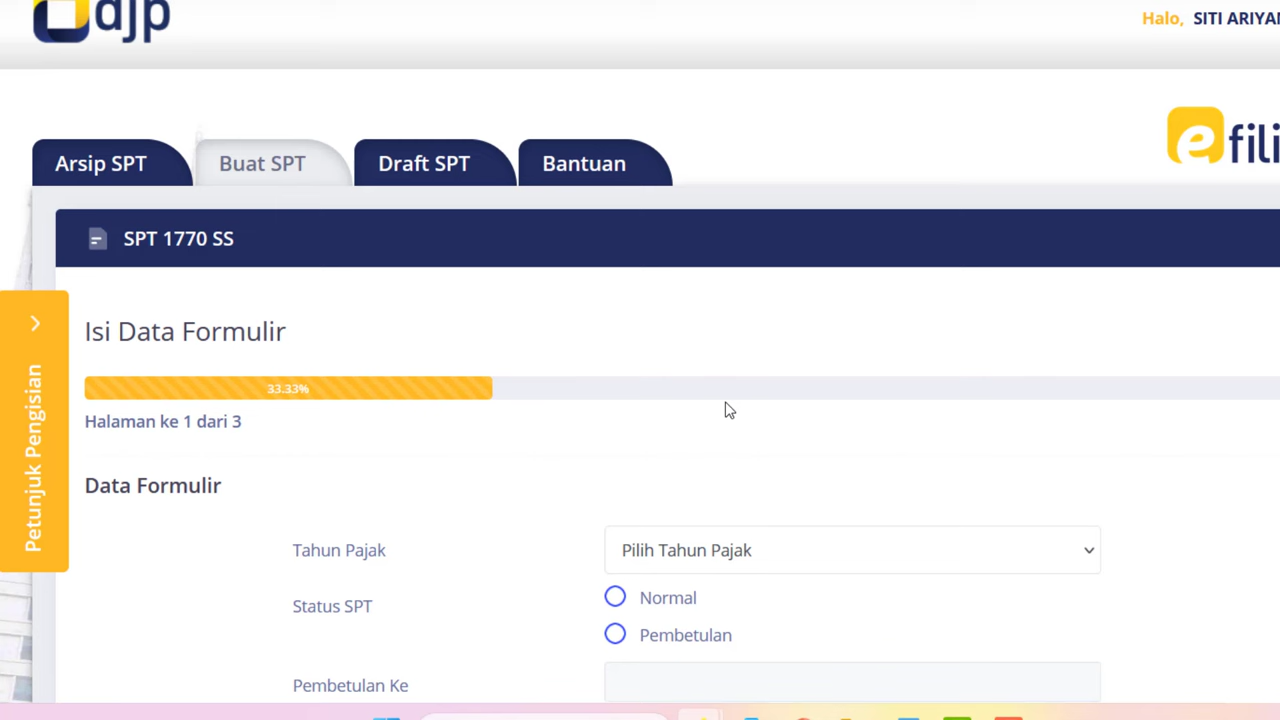 djp
Halo, SITI
Arsip SPT
Buat SPT
Draft SPT
Bantuan
SPT 1770 SS
Petunjuk Pengisian
Isi Data Formulir
33.33%
Halaman ke 1 dari 3
Data Formulir
Tahun Pajak
Pilih Tahun Pajak
Status SPT
Normal
Pembetulan
Pembetulan Ke